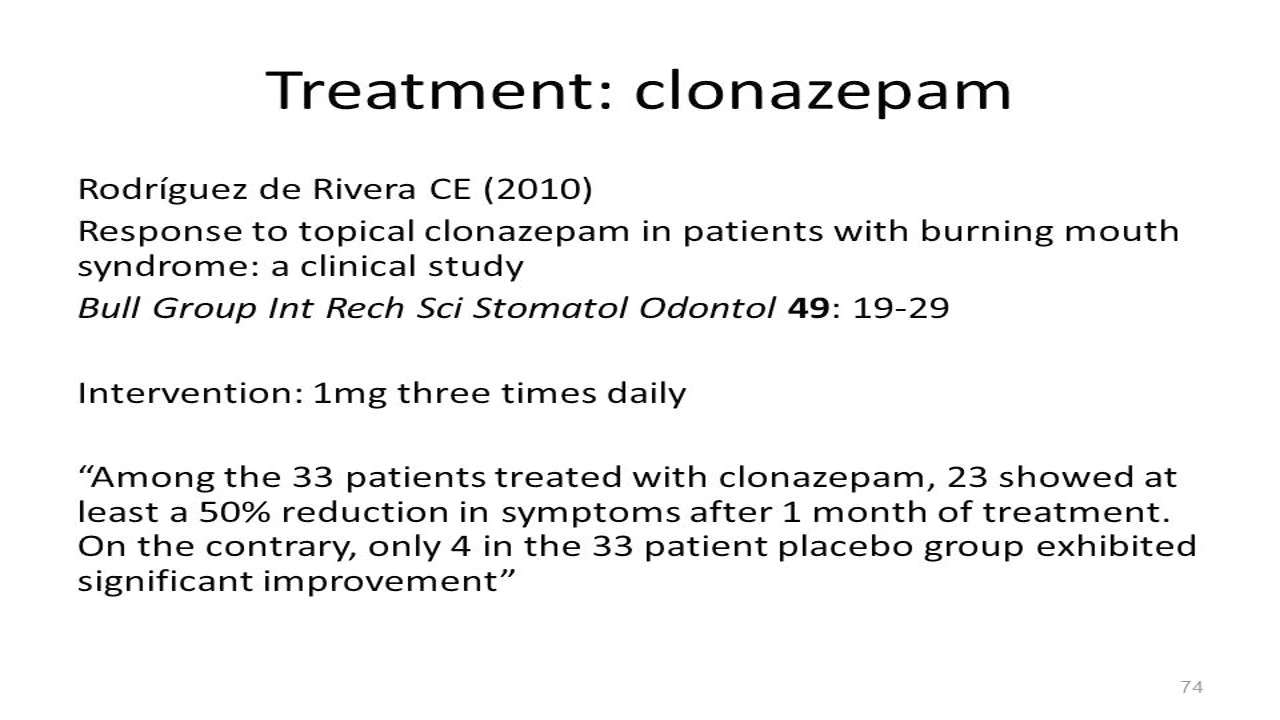 Treatment: clonazepam
Rodríguez de Rivera CE (2010)
Response to topical clonazepam in patients with burning mouth
syndrome: a clinical study
Bull Group Int Rech Sci Stomatol Odontol 49: 19-29
Intervention: 1mg three times daily
“Among the 33 patients treated with clonazepam, 23 showed at
least a 50% reduction in symptoms after 1 month of treatment.
On the contrary, only 4 in the 33 patient placebo group exhibited
significant improvement”
74